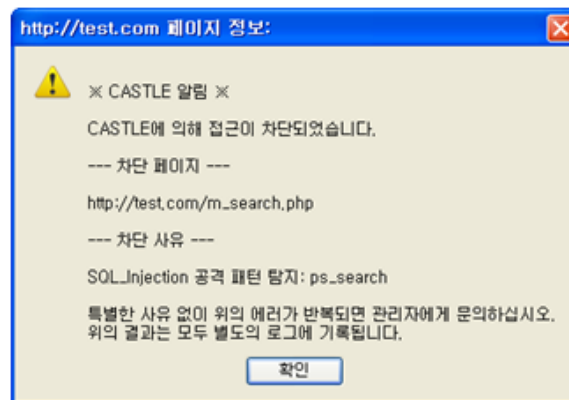 http://test.com 페이지 정보:
※ CASTLE 알림 ※
CASTLE에 의해 접근이 차단되었습니다.
--- 차단 페이지 ---
http://test.com/m_search.php
--- 차단 사유 ---
SQL_Injection 공격 패턴 탐지: ps_search
특별한 사유 없이 위의 에러가 반복되면 관리자에게 문의하십시오.
위의 결과는 모두 별도의 로그에 기록됩니다.
확인